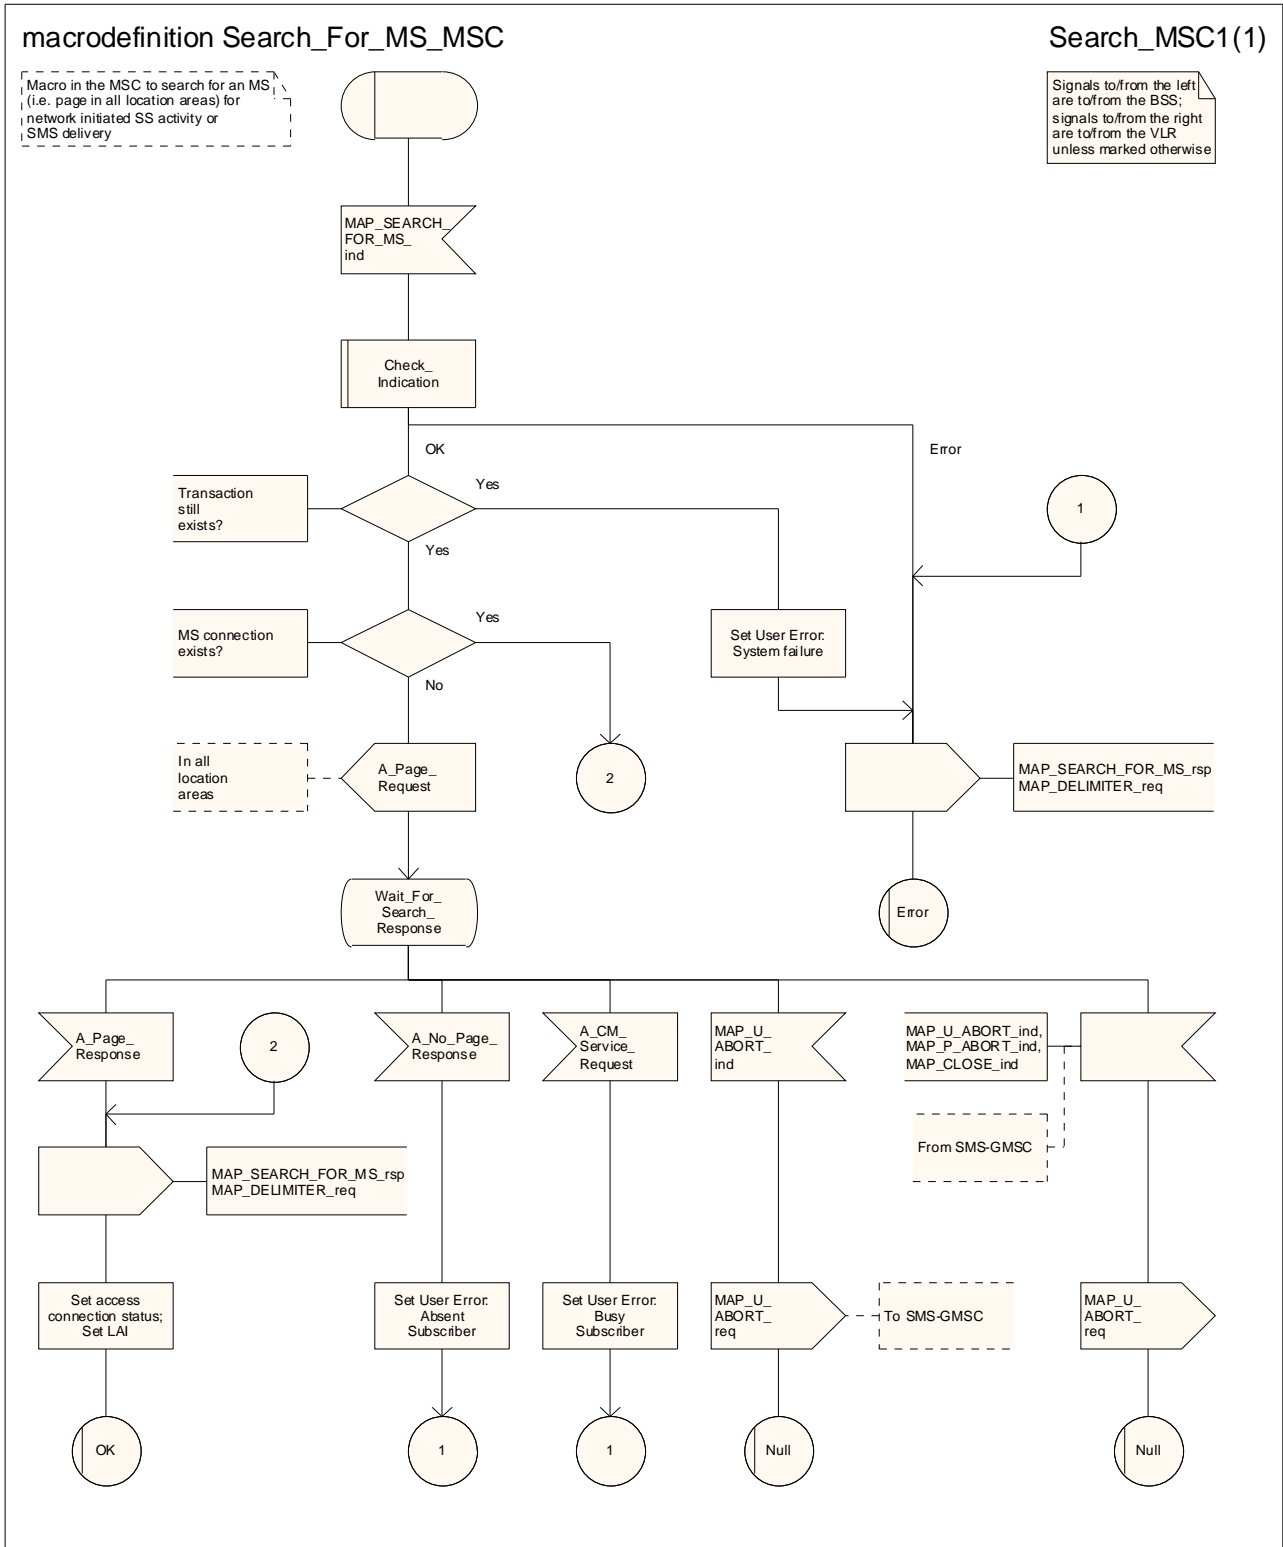 macrodefinition Search_For_MS_MSC
Search_MSC1(1)
Macro in the MSC to search for an MS
(i.e. page in all location areas) for
network initiated SS activity or
SMS delivery
Signals to/from the left
are to/from the BSS;
signals to/from the right
are to/from the VLR
unless marked otherwise
MAP_SEARCH_
FOR_MS_
ind
Check_
Indication
OK
Error
Transaction
still
exists?
Yes
1
Yes
MS connection
exists?
Yes
Set User Error:
System failure
No
In all
location
areas
A_Page_
Request
2
MAP_SEARCH_FOR_MS_rsp
MAP_DELIMITER_req
Wait_For_
Search_
Response
Error
A_Page_
Response
2
A_No_Page_
Response
A_CM_
Service_
Request
MAP_U_
ABORT_
ind
MAP_U_ABORT_ind,
MAP_P_ABORT_ind,
MAP_CLOSE_ind
From SMS-GMSC
MAP_SEARCH_FOR_MS_rsp
MAP_DELIMITER_req
Set access
connection status;
Set LAI
Set User Error:
Absent
Subscriber
Set User Error:
Busy
Subscriber
MAP_U_
ABORT_
req
To SMS-GMSC
MAP_U_
ABORT_
req
OK
1
1
Null
Null